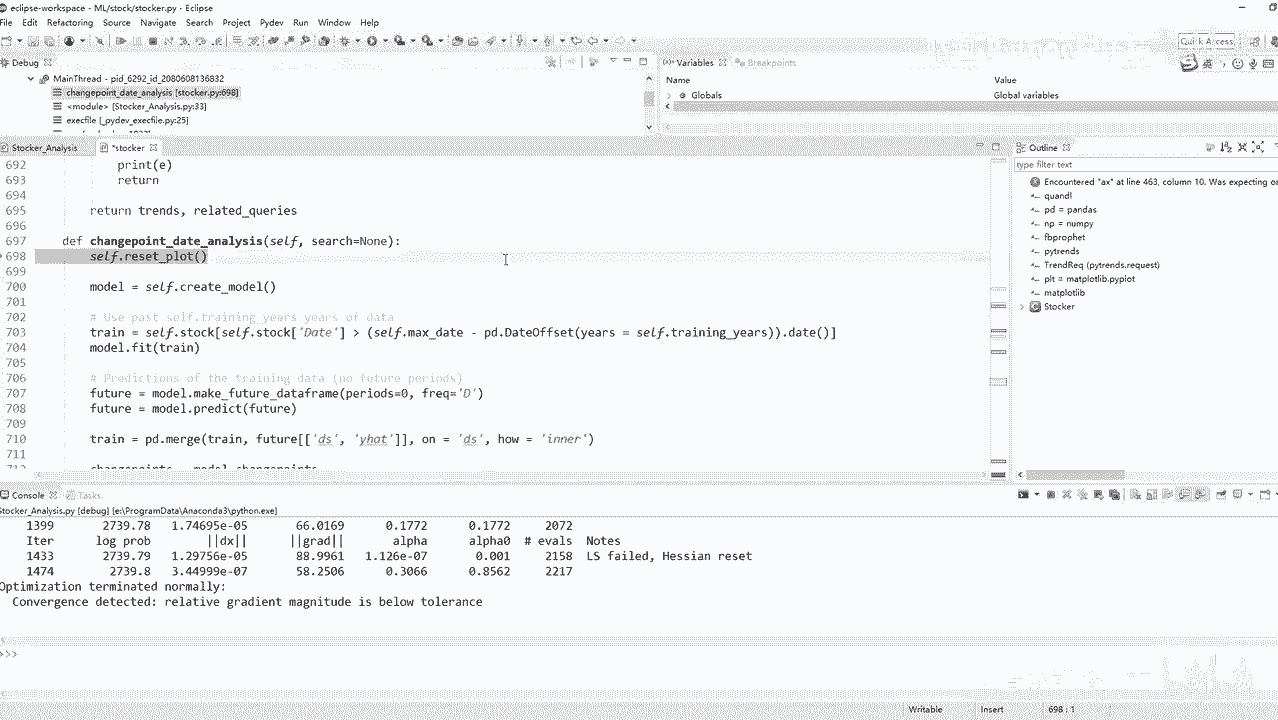 eclipse-workspace - ML/stock/stocker.py - Eclipse
File Edit Refactoring Source Navigate Search Project Pydev Run Window Help
Quick Access
Debug
MainThread - pid_6292_id_2080608136832
changepoint_date_analysis [stocker.py:698]
<module> [Stocker_Analysis.py:33]
execfile [_pydev_execfile.py:25]
(x)= Variables Breakpoints
Name Value
Globals Global variables
Stocker_Analysis *stocker
692 print(e)
693 return
694
695 return trends, related_queries
696
697 def changepoint_date_analysis(self, search=None):
698 self.reset_plot()
699
700 model = self.create_model()
701
702 # Use past self.training_years years of data
703 train = self.stock[self.stock['Date'] > (self.max_date - pd.DateOffset(years = self.training_years)).date()]
704 model.fit(train)
705
706 # Predictions of the training data (no future periods)
707 future = model.make_future_dataframe(periods=0, freq='D')
708 future = model.predict(future)
709
710 train = pd.merge(train, future[['ds', 'yhat']], on = 'ds', how = 'inner')
711
712 changepoints = model.changepoints
Outline
type filter text
Encountered "ax" at line 463, column 10. Was expecting on
quandl
pd = pandas
np = numpy
fbprophet
pytrends
TrendReq (pytrends.request)
plt = matplotlib.pyplot
matplotlib
Stocker
Console Tasks
Stocker_Analysis.py [debug] [e:\ProgramData\Anaconda3\python.exe]
1399 2739.78 1.74695e-05 66.0169 0.1772 0.1772 2072
Iter log prob ||dx|| ||grad|| alpha alpha0 # evals Notes
1433 2739.79 1.29756e-05 88.9961 1.126e-07 0.001 2158 LS failed, Hessian reset
1474 2739.8 3.44999e-07 58.2506 0.3066 0.8562 2217
Optimization terminated normally:
Convergence detected: relative gradient magnitude is below tolerance
>>>
Writable Insert 698 : 1